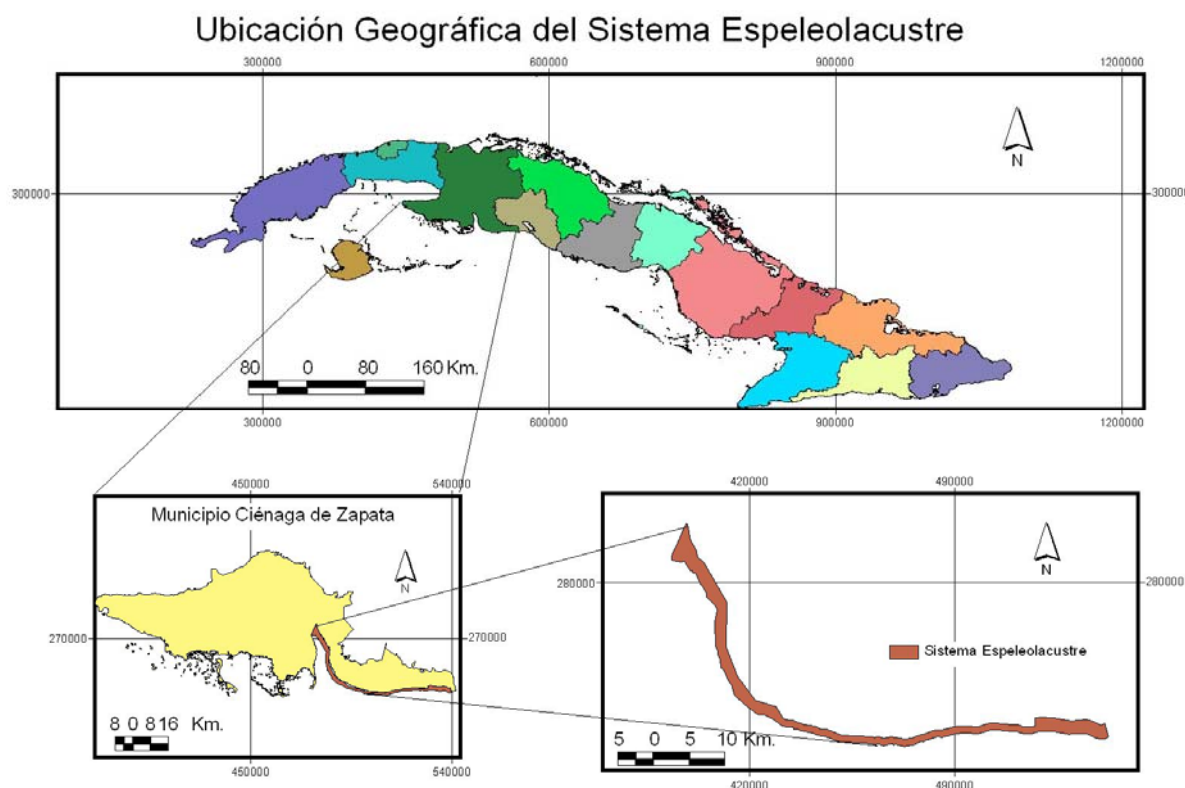 Ubicación Geográfica del Sistema Espeleolacustre
300000 600000 900000 1200000
N
300000 300000
80 0 80 160 Km.
300000 600000 900000 1200000
450000 540000
Municipio Ciénaga de Zapata
N
270000 270000
8 0 8 16 Km.
450000 540000
420000 490000
N
280000 280000
Sistema Espeleolacustre
5 0 5 10 Km.
420000 490000